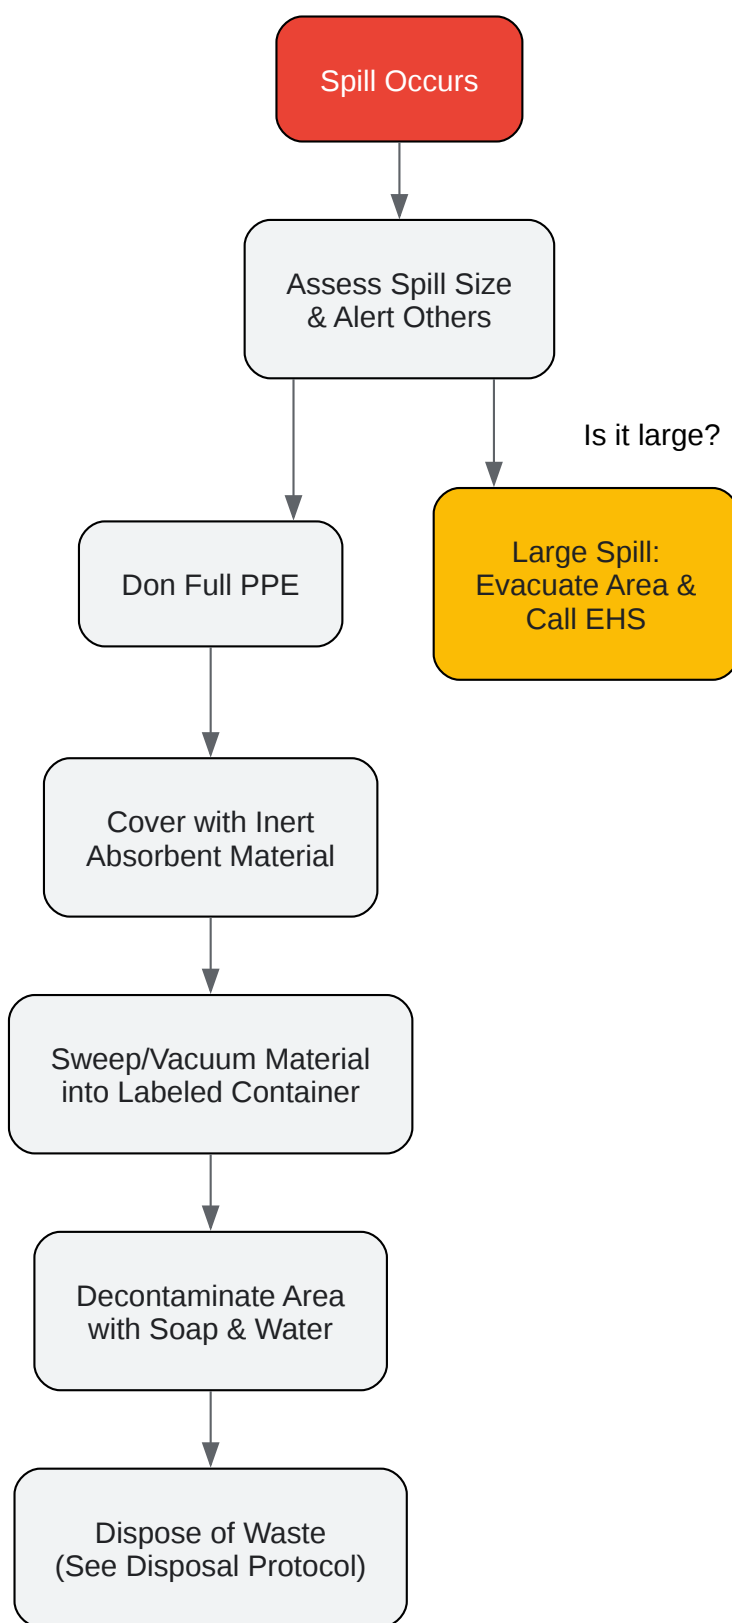 Spill Occurs
Assess Spill Size
& Alert Others
Is it large?
Large Spill:
Evacuate Area &
Call EHS
Don Full PPE
Cover with Inert
Absorbent Material
Sweep/Vacuum Material
into Labeled Container
Decontaminate Area
with Soap & Water
Dispose of Waste
(See Disposal Protocol)